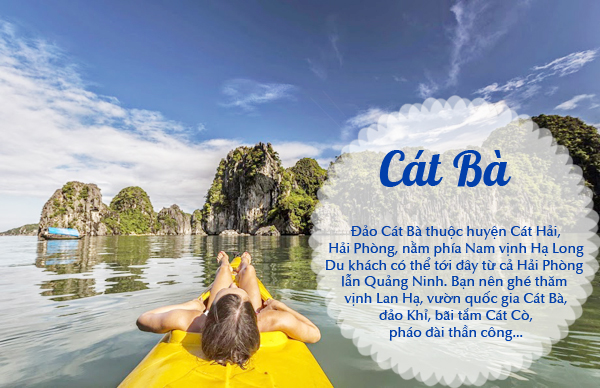 Cát Bà
Đảo Cát Bà thuộc huyện Cát Hải,
Hải Phòng, nằm phía Nam vịnh Hạ Long
Du khách có thể tới đây từ cả Hải Phòng
lẫn Quảng Ninh. Bạn nên ghé thăm
vịnh Lan Hạ, vườn quốc gia Cát Bà,
đảo Khỉ, bãi tắm Cát Cò,
pháo đài thần công...